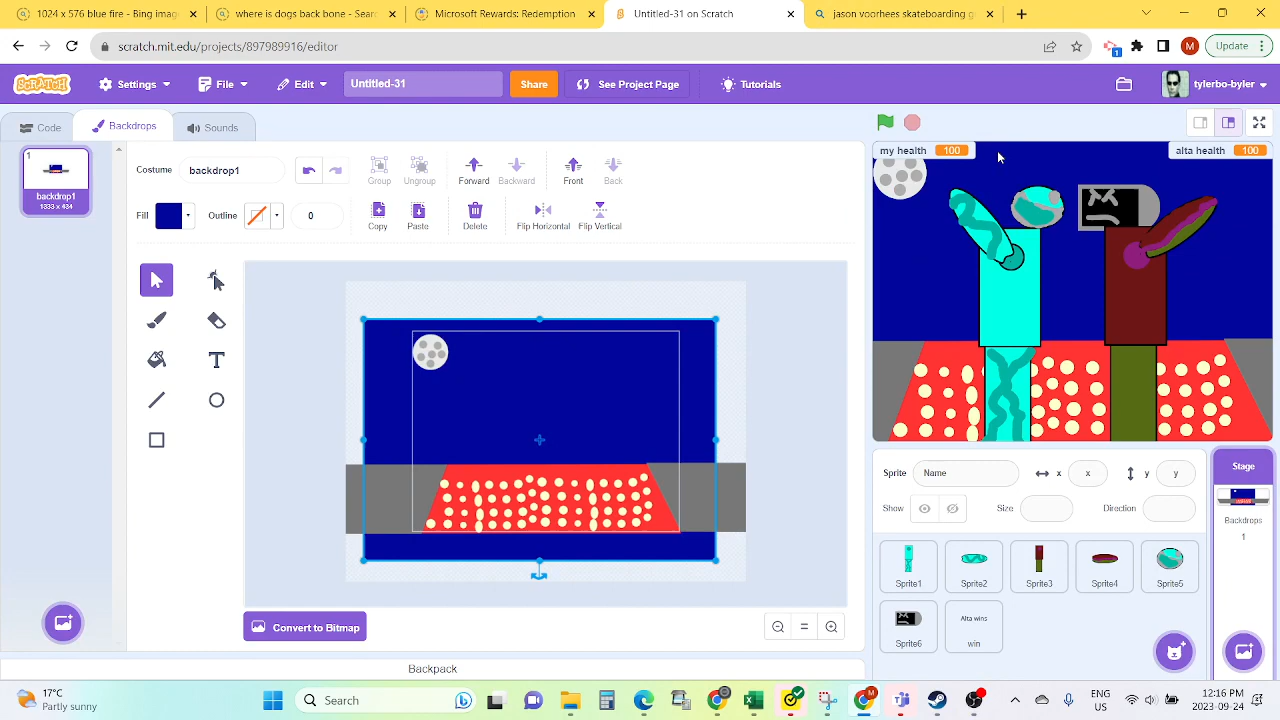 1024 x 576 blue - Bing imag
where is dogs back bone - Sear
Microsoft Rewards: Redemption
Untitled-31 on Scratch
jason voorhees skateboarding g
scratch.mit.edu/projects/897989916/editor
1
M
Update
SCRATCH
Settings
File
Edit
Untitled-31
Share
See Project Page
Tutorials
tylerbo-byler
Code
Backdrops
Sounds
1
backdrop1
1333 x 434
Costume
backdrop1
Group
Ungroup
Forward
Backward
Front
Back
Fill
Outline
0
Copy
Paste
Delete
Flip Horizontal
Flip Vertical
T
my health 100
alta health 100
Convert to Bitmap
Backpack
Sprite
Name
x
x
y
y
Show
Size
Direction
Stage
Backdrops
1
Sprite1
Sprite2
Sprite3
Sprite4
Sprite5
Sprite6
Alta wins
win
17°C
Partly sunny
Search
M
ENG
CA
12:16 PM
2023-09-24